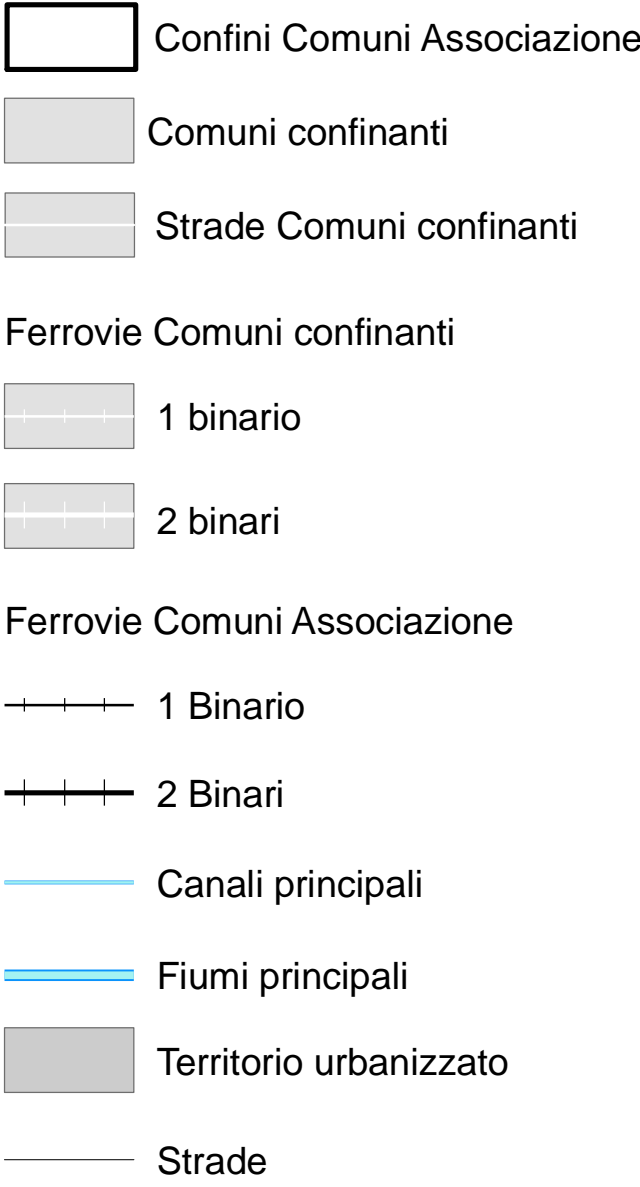 Confini Comuni Associazione
Comuni confinanti
Strade Comuni confinanti
Ferrovie Comuni confinanti
1 binario
2 binari
Ferrovie Comuni Associazione
1 Binario
2 Binari
Canali principali
Fiumi principali
Territorio urbanizzato
Strade